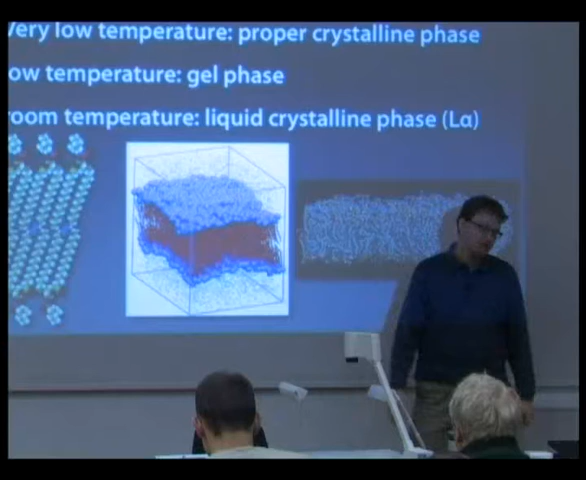 Very low temperature: proper crystalline phase
ow temperature: gel phase
room temperature: liquid crystalline phase (Lα)